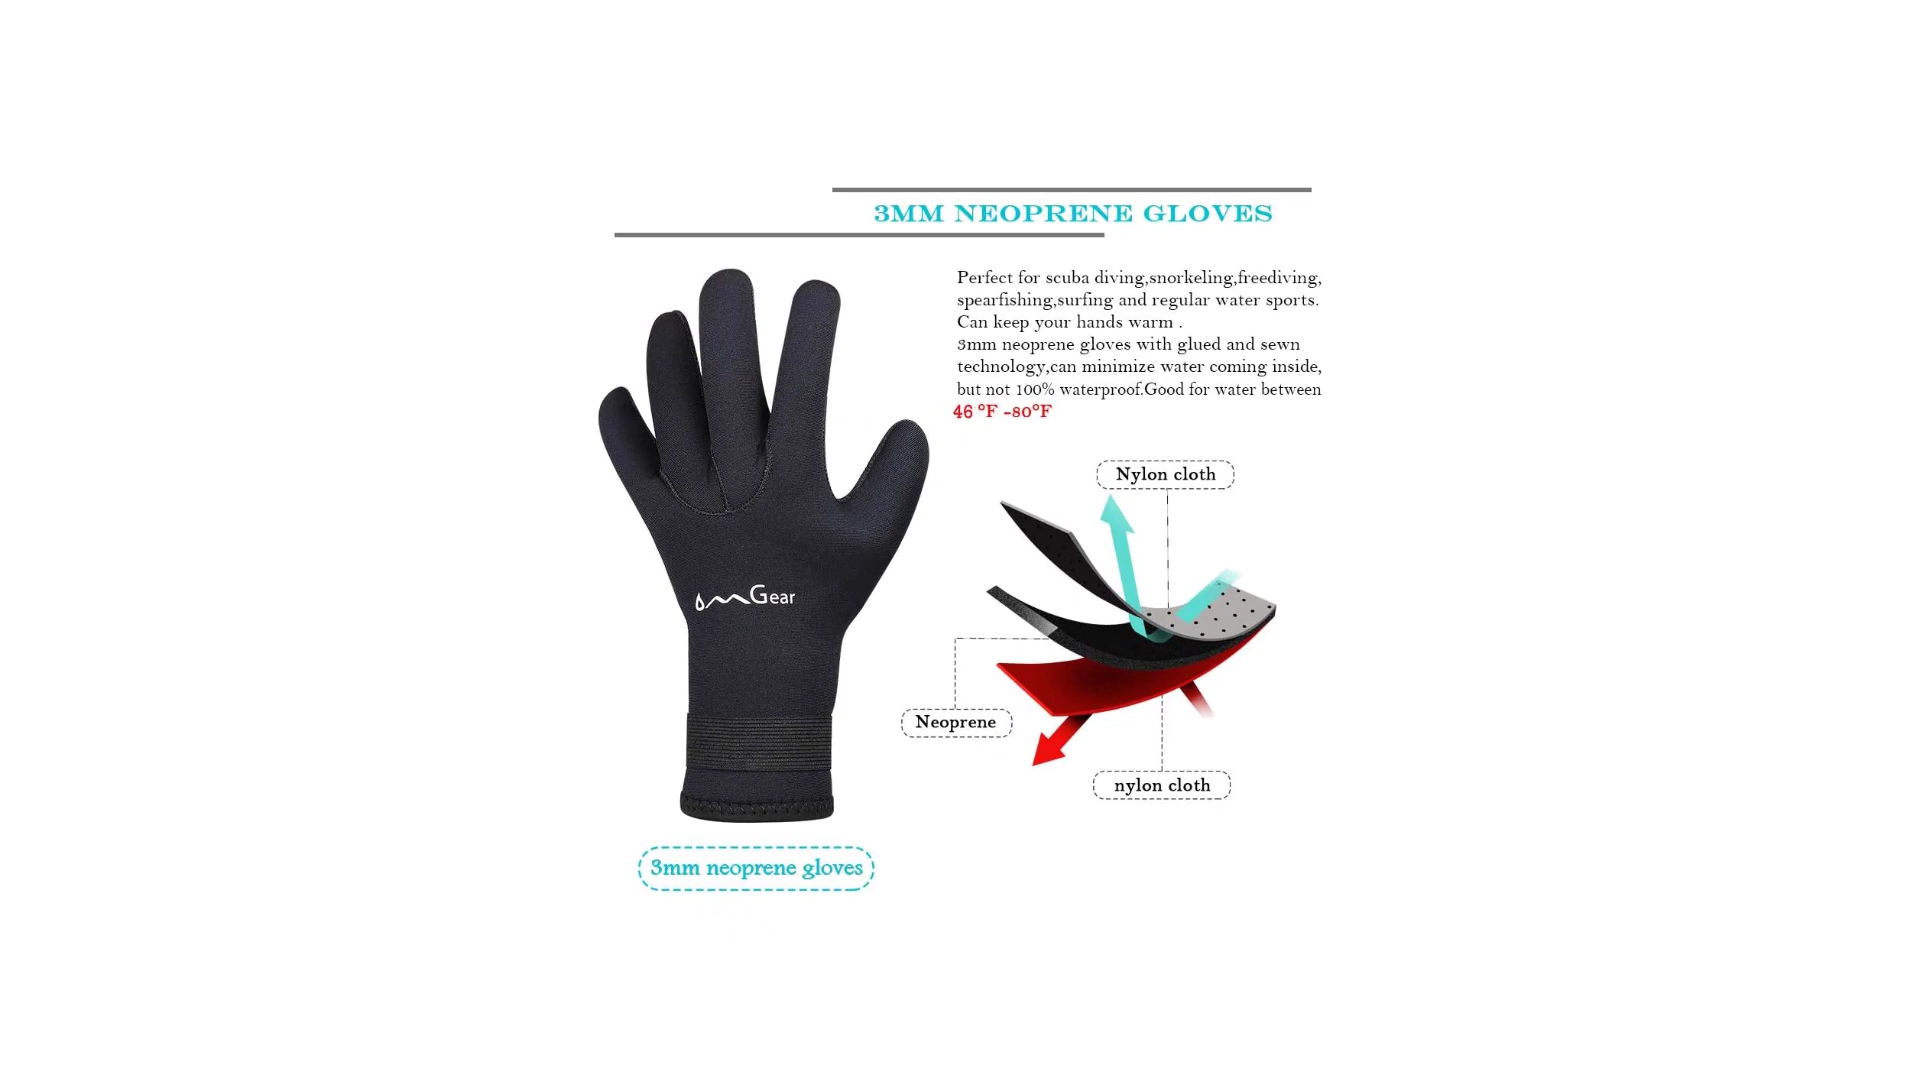 3MM NEOPRENE GLOVES
Perfect for scuba diving,snorkeling,freediving,
spearfishing,surfing and regular water sports.
Can keep your hands warm .
3mm neoprene gloves with glued and sewn
technology,can minimize water coming inside,
but not 100% waterproof.Good for water between
46 °F -80°F
Nylon cloth
Gear
Neoprene
nylon cloth
3mm neoprene gloves